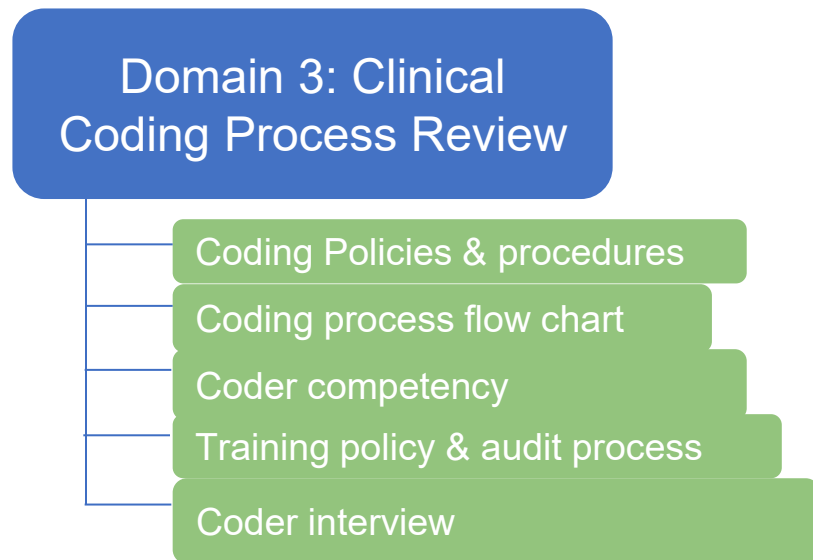 Domain 3: Clinical
Coding Process Review
Coding Policies & procedures
Coding process flow chart
Coder competency
Training policy & audit process
Coder interview